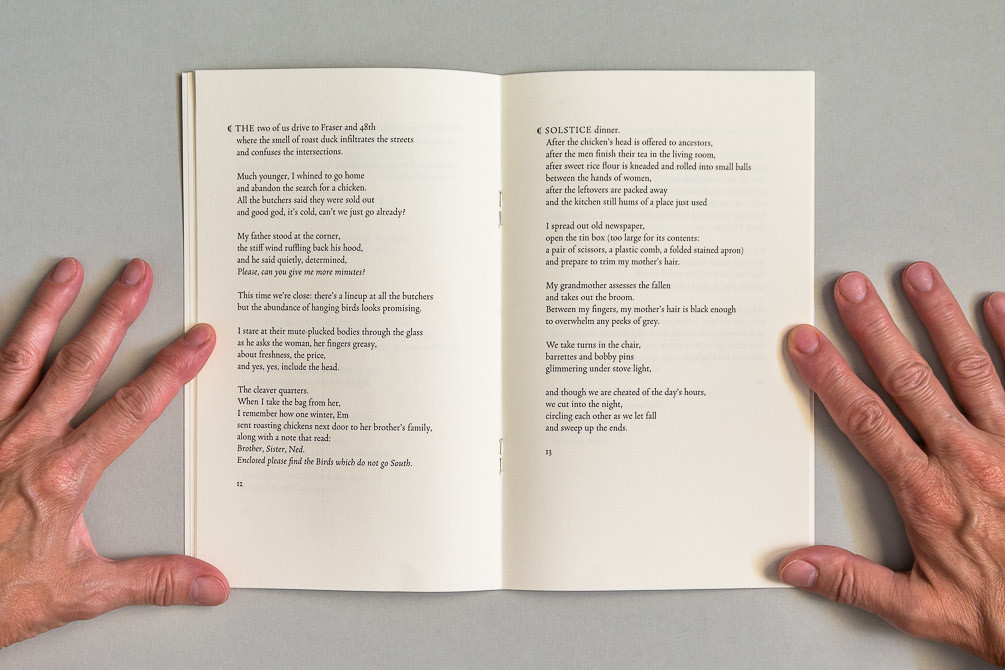 THE two of us drive to Fraser and 48th
where the smell of roast duck infiltrates the streets
and confuses the intersections.
Much younger, I whined to go home
and abandon the search for a chicken.
All the butchers said they were sold out
and good god, it's cold, can't we just go already?
My father stood at the corner,
the stiff wind ruffling back his hood,
and he said quietly, determined,
Please, can you give me more minutes?
This time we're close: there's a lineup at all the butchers
but the abundance of hanging birds looks promising.
I stare at their mute-plucked bodies through the glass
as he asks the woman, her fingers greasy,
about freshness, the price,
and yes, yes, include the head.
The cleaver quarters.
When I take the bag from her,
I remember how one winter, Em
sent roasting chickens next door to her brother's family,
along with a note that read:
Brother, Sister, Ned.
Enclosed please find the Birds which do not go South.
12
SOLSTICE dinner.
After the chicken's head is offered to ancestors,
after the men finish their tea in the living room,
after sweet rice flour is kneaded and rolled into small balls
between the hands of women,
after the leftovers are packed away
and the kitchen still hums of a place just used
I spread out old newspaper,
open the tin box (too large for its contents:
a pair of scissors, a plastic comb, a folded stained apron)
and prepare to trim my mother's hair.
My grandmother assesses the fallen
and takes out the broom.
Between my fingers, my mother's hair is black enough
to overwhelm any peeks of grey.
We take turns in the chair,
barrettes and bobby pins
glimmering under stove light,
and though we are cheated of the day's hours,
we cut into the night,
circling each other as we let fall
and sweep up the ends.
13